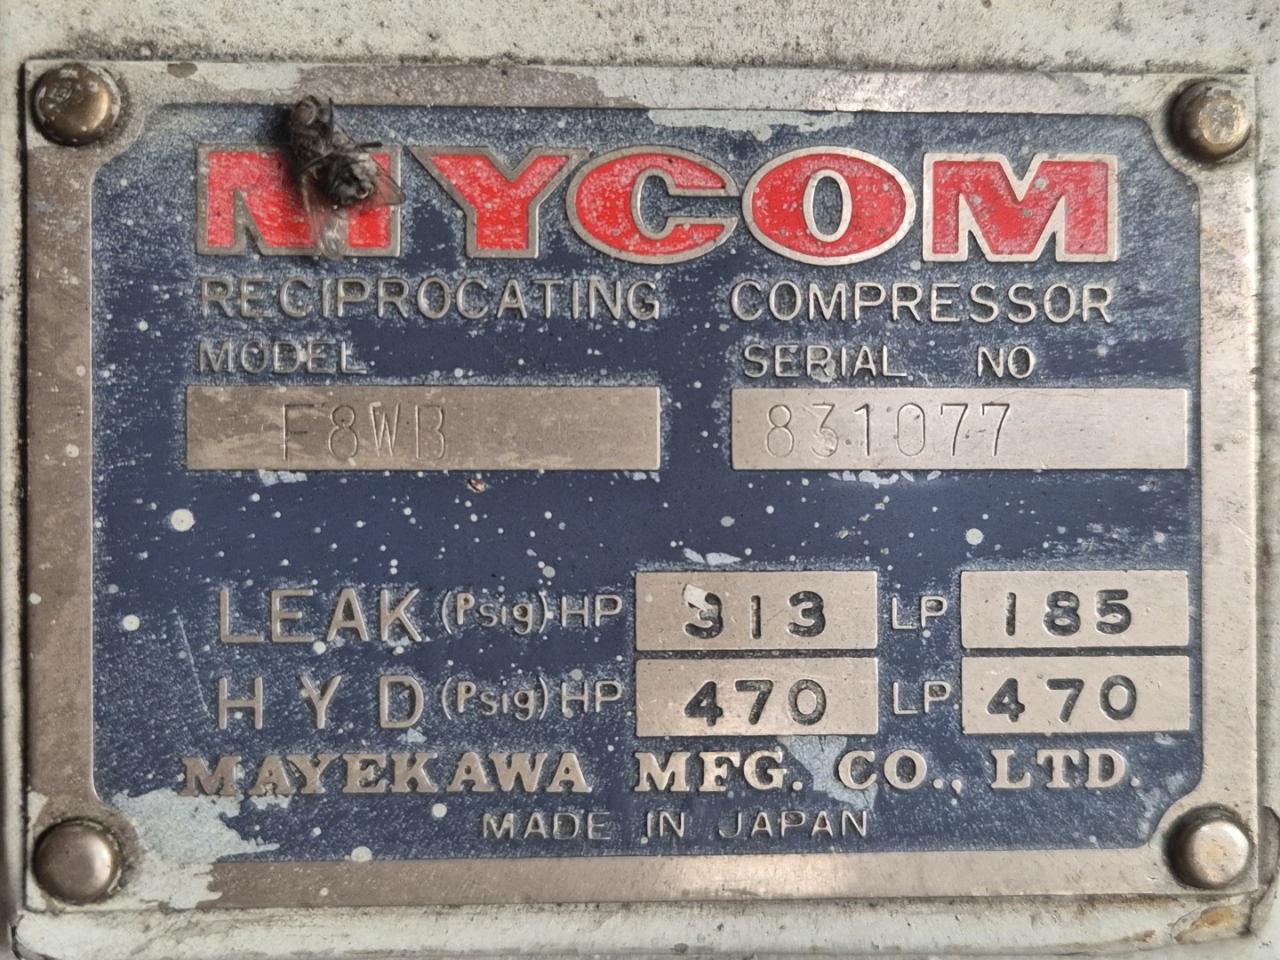 MYCOM
RECIPROCATING COMPRESSOR
MODEL SERIAL NO
F8WB 831077
LEAK (Psig) HP 313 LP 185
HYD (Psig) HP 470 LP 470
MAYEKAWA MFG. CO., LTD.
MADE IN JAPAN